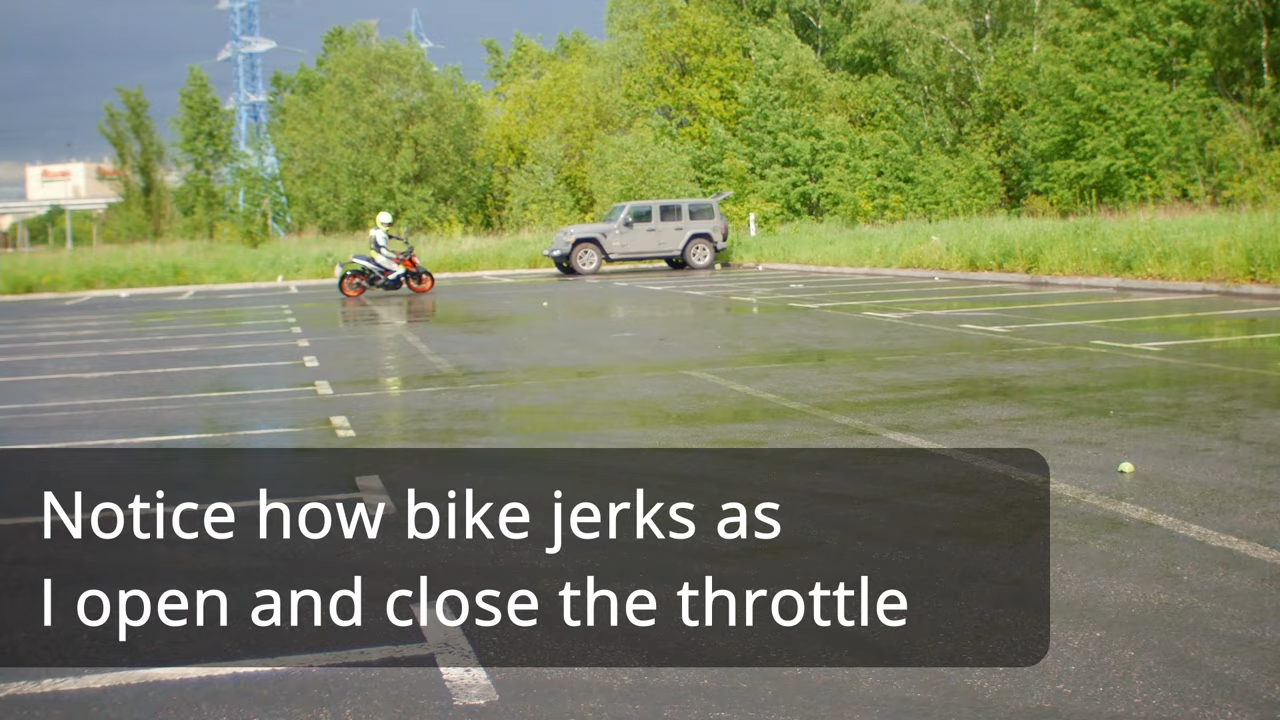 Notice how bike jerks as
I open and close the throttle